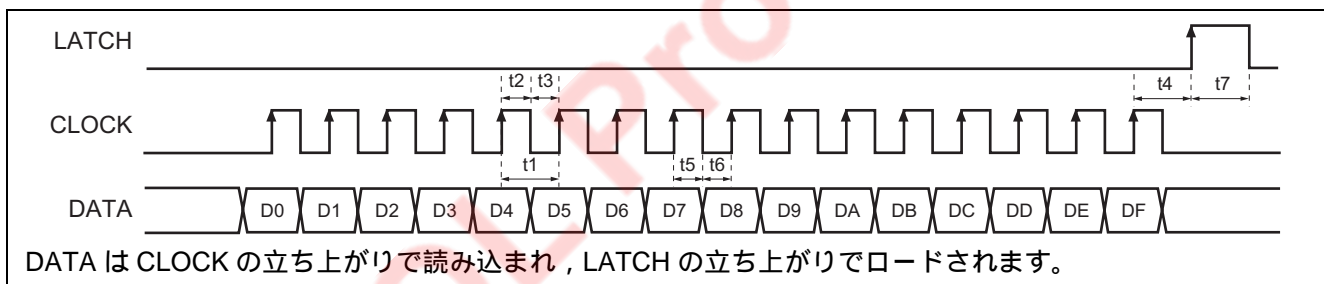 LATCH
t2 t3 t4 t7
CLOCK
t1 t5 t6
DATA D0 D1 D2 D3 D4 D5 D6 D7 D8 D9 DA DB DC DD DE DF
DATA は CLOCK の立ち上がりで読み込まれ , LATCH の立ち上がりでロードされます。